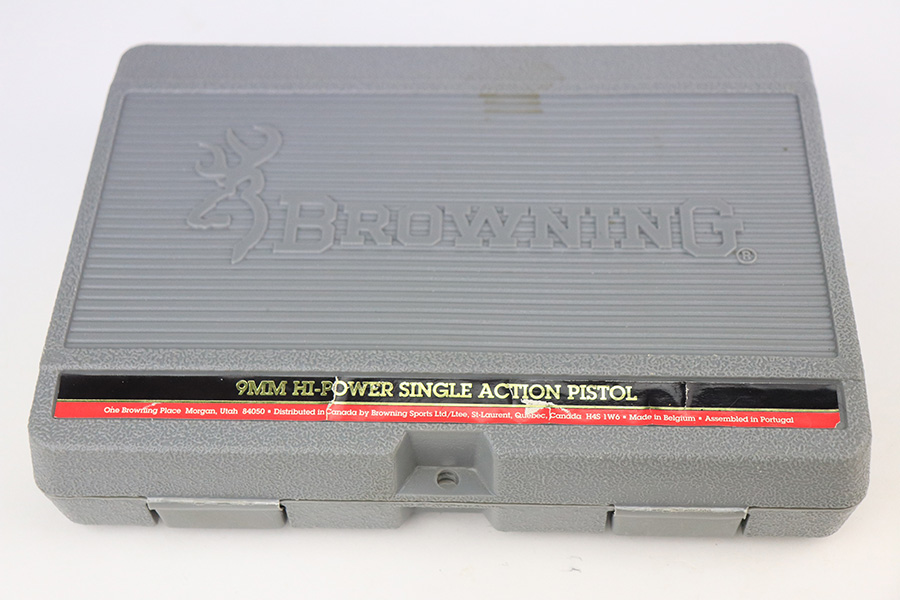 BROWNING®
9MM HI-POWER SINGLE ACTION PISTOL
One Browning Place Morgan, Utah 84050 • Distributed in Canada by Browning Sports Ltd/Ltee, St-Laurent, Quebec, Canada H4S 1W6 • Made in Belgium • Assembled in Portugal